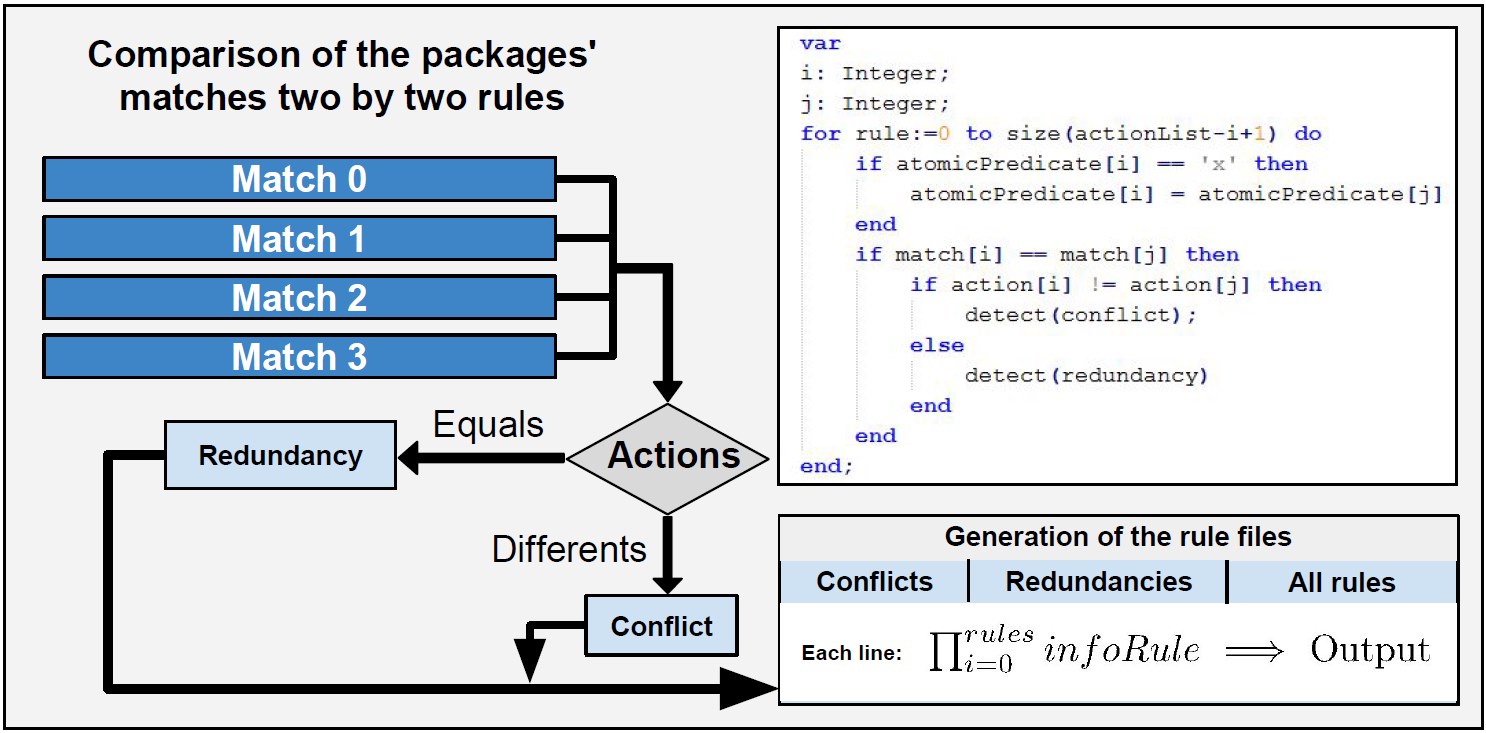 Comparison of the packages'
matches two by two rules
Match 0
Match 1
Match 2
Match 3
Actions
Equals
Redundancy
Differents
Conflict
var
i: Integer;
j: Integer;
for rule:=0 to size(actionList-i+1) do
if atomicPredicate[i] == 'x' then
atomicPredicate[i] = atomicPredicate[j]
end
if match[i] == match[j] then
if action[i] != action[j] then
detect(conflict);
else
detect(redundancy)
end
end
end;
Generation of the rule files
Conflicts Redundancies All rules
Each line: ∏_{i=0}^{rules} infoRule ⟹ Output